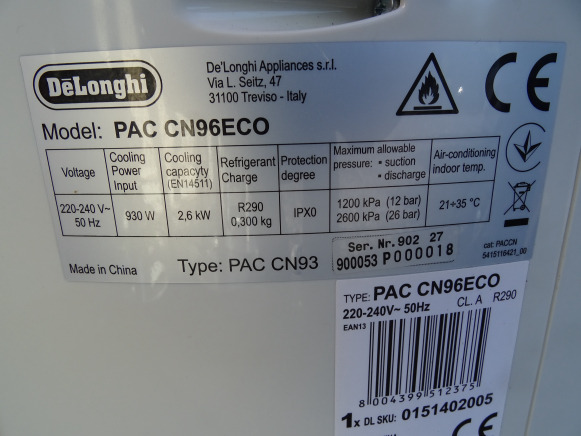 DeLonghi
De'Longhi Appliances s.r.l.
Via L. Seitz, 47
31100 Treviso - Italy
CE
Model: PAC CN96ECO
Voltage
220-240 V~
50 Hz
Cooling
Power
Input
930 W
Cooling
capacyty
(EN14511)
2,6 kW
Refrigerant
Charge
R290
0,300 kg
Protection
degree
IPX0
Maximum allowable
pressure: ▪ suction
▪ discharge
1200 kPa (12 bar)
2600 kPa (26 bar)
Air-conditioning
indoor temp.
21÷35 °C
Made in China
Type: PAC CN93
Ser. Nr. 902 27
900053 P000018
cat: PACCN
5415116421_00
TYPE: PAC CN96ECO
220-240V~ 50Hz CL. A R290
EAN13
8 004399 512375
1x DL SKU: 0151402005
CE